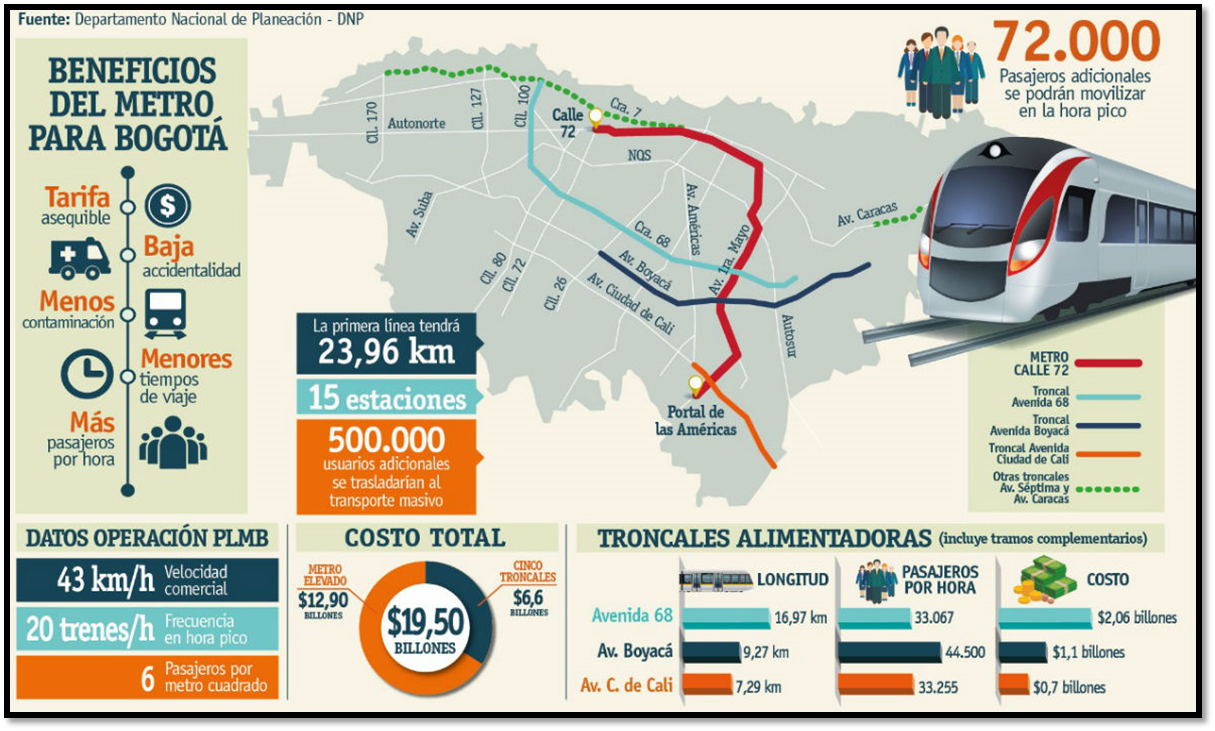 Fuente: Departamento Nacional de Planeación - DNP
BENEFICIOS
DEL METRO
PARA BOGOTÁ
Tarifa
asequible
Baja
accidentalidad
Menos
contaminación
Menores
tiempos
de viaje
Más
pasajeros
por hora
72.000
Pasajeros adicionales
se podrán movilizar
en la hora pico
Cll. 170
Autonorte
Cll. 127
Cll. 100
Calle
72
Cra. 7
NQS
Av. Suba
Av. Américas
Av. Caracas
Cra. 68
Av. 1ra. Mayo
Cll. 80
Cll. 72
Cll. 26
Av. Boyacá
Av. Ciudad de Cali
Autosur
Portal de
las Américas
La primera línea tendrá
23,96 km
15 estaciones
500.000
usuarios adicionales
se trasladarían al
transporte masivo
METRO
CALLE 72
Troncal
Avenida 68
Troncal
Avenida Boyacá
Troncal Avenida
Ciudad de Cali
Otras troncales
Av. Séptima y
Av. Caracas
DATOS OPERACIÓN PLMB
43 km/h Velocidad
comercial
20 trenes/h Frecuencia
en hora pico
6 Pasajeros por
metro cuadrado
COSTO TOTAL
METRO
ELEVADO
$12,90
BILLONES
CINCO
TRONCALES
$6,6
BILLONES
$19,50
BILLONES
TRONCALES ALIMENTADORAS (incluye tramos complementarios)
LONGITUD
PASAJEROS
POR HORA
COSTO
Avenida 68 16,97 km 33.067 $2,06 billones
Av. Boyacá 9,27 km 44.500 $1,1 billones
Av. C. de Cali 7,29 km 33.255 $0,7 billones